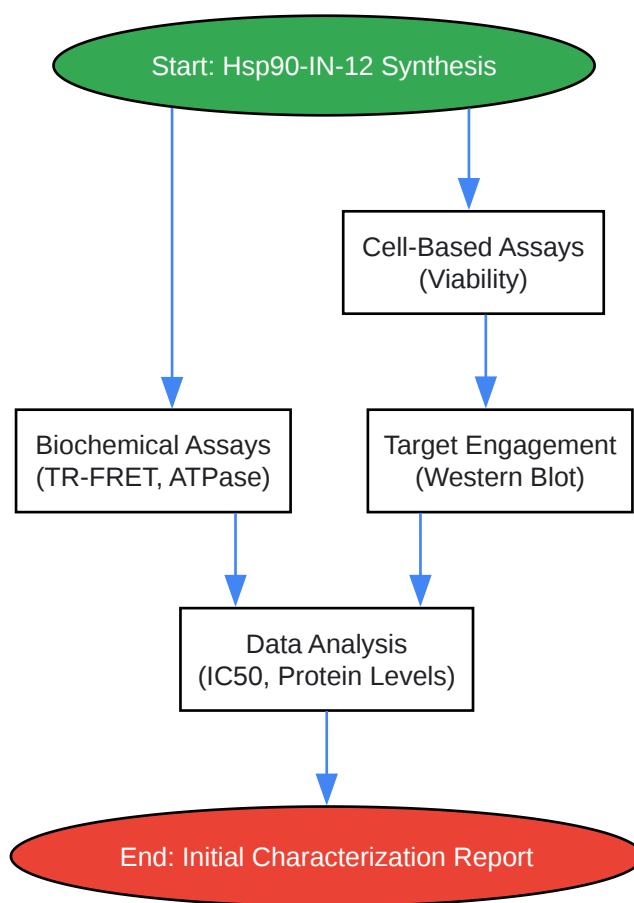 Start: Hsp90-IN-12 Synthesis
Cell-Based Assays
(Viability)
Biochemical Assays
(TR-FRET, ATPase)
Target Engagement
(Western Blot)
Data Analysis
(IC50, Protein Levels)
End: Initial Characterization Report